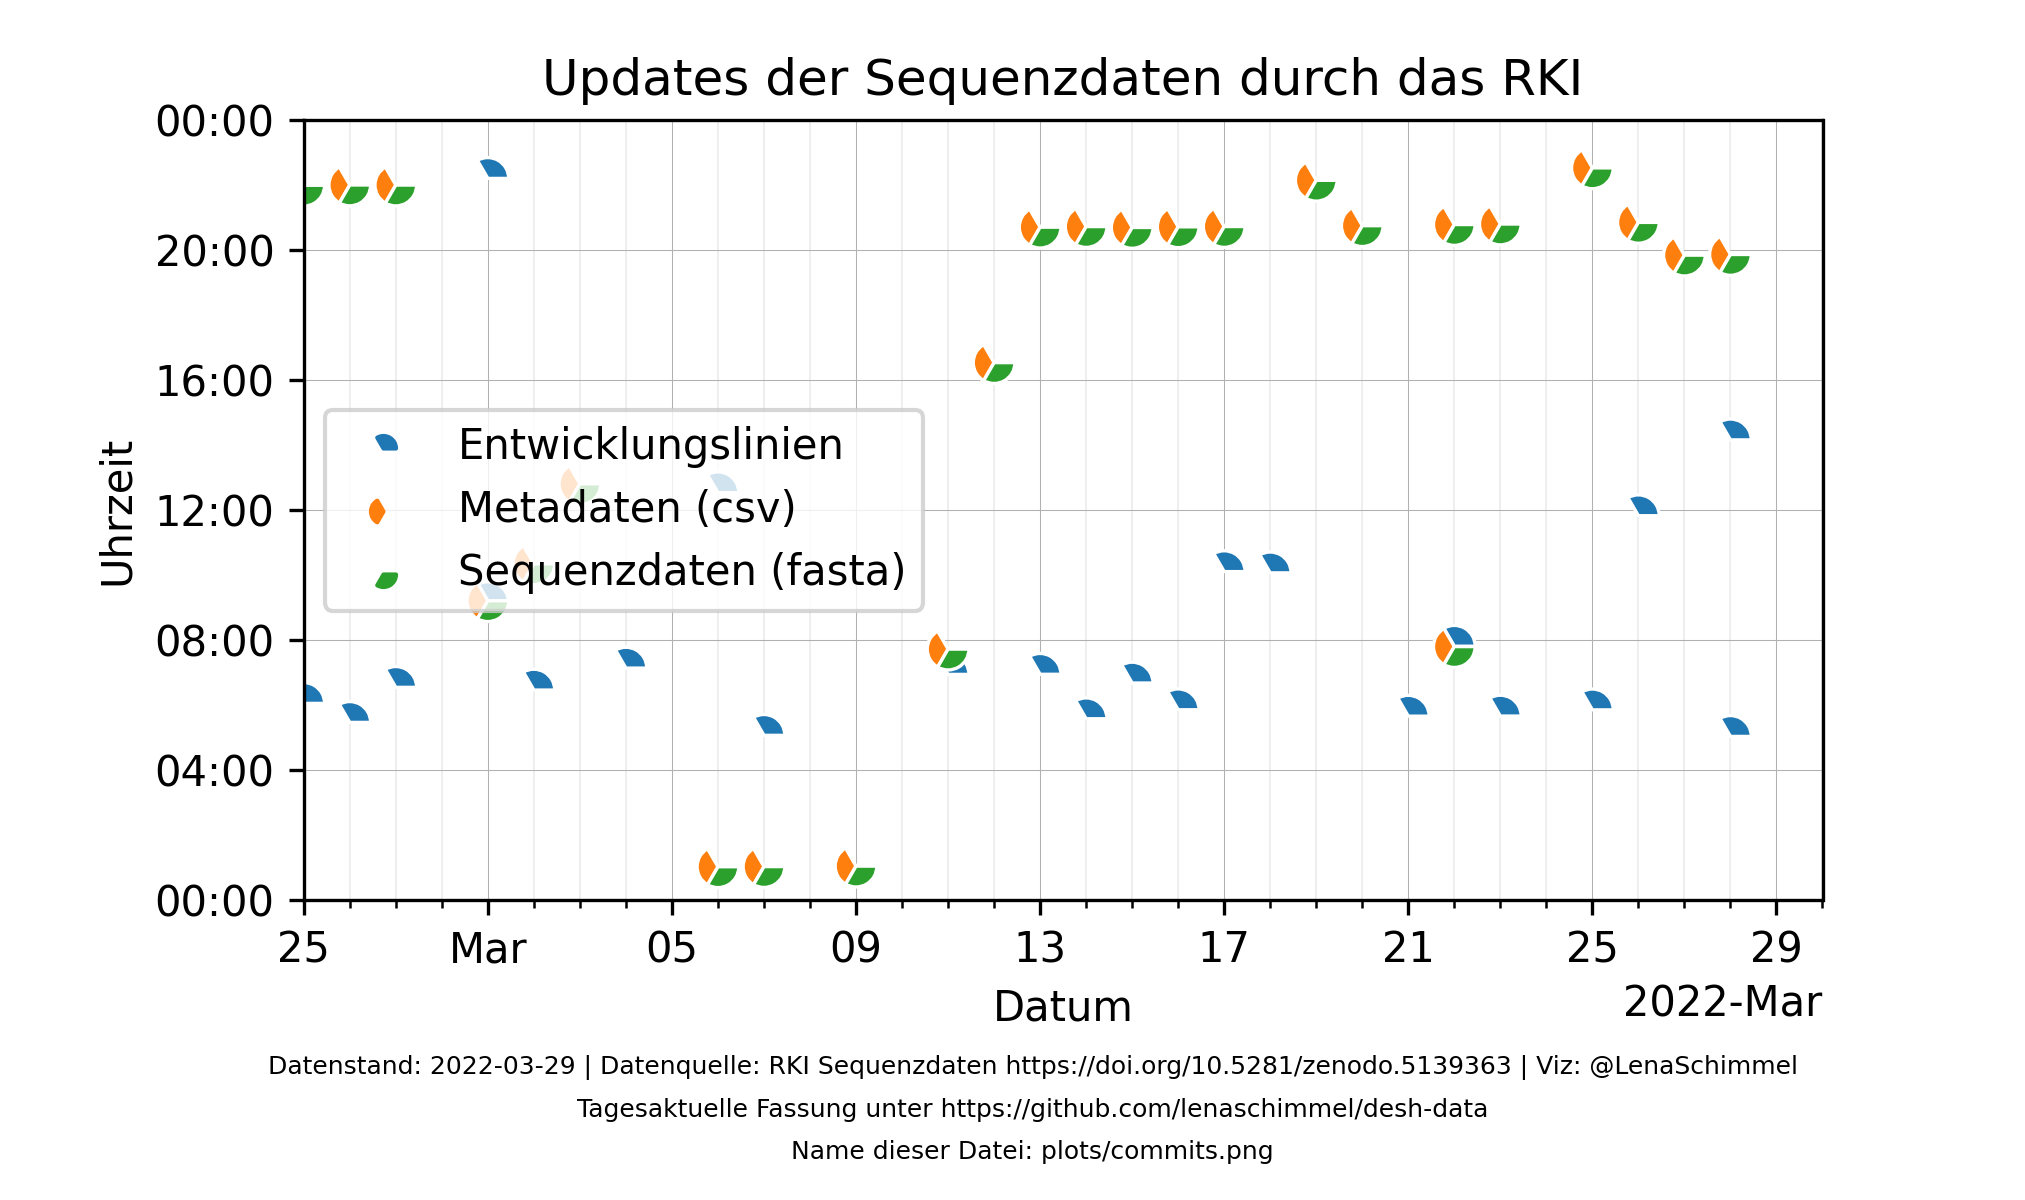 Updates der Sequenzdaten durch das RKI
00:00
20:00
16:00
12:00
08:00
04:00
00:00
Uhrzeit
Entwicklungslinien
Metadaten (csv)
Sequenzdaten (fasta)
25 Mar 05 09 13 17 21 25 29
Datum
2022-Mar
Datenstand: 2022-03-29 | Datenquelle: RKI Sequenzdaten https://doi.org/10.5281/zenodo.5139363 | Viz: @LenaSchimmel
Tagesaktuelle Fassung unter https://github.com/lenaschimmel/desh-data
Name dieser Datei: plots/commits.png